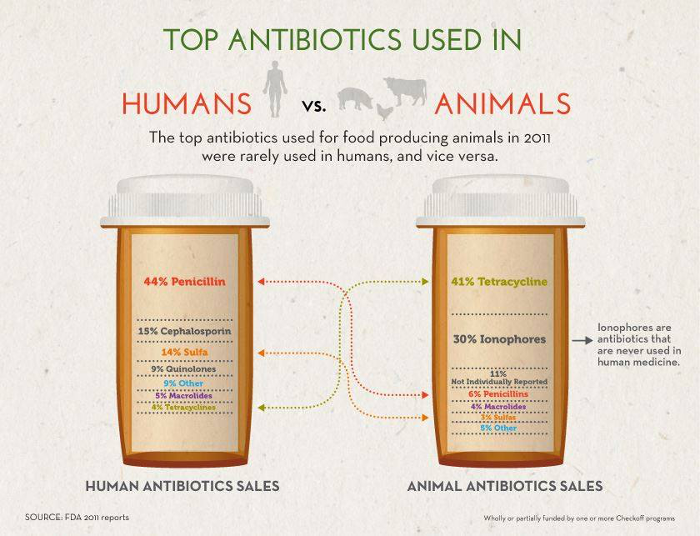 TOP ANTIBIOTICS USED IN
HUMANS vs. ANIMALS
The top antibiotics used for food producing animals in 2011
were rarely used in humans, and vice versa.
44% Penicillin
15% Cephalosporin
14% Sulfa
9% Quinolones
9% Other
5% Macrolides
4% Tetracyclines
41% Tetracycline
30% Ionophores
11%
Not Individually Reported
6% Penicillins
4% Macrolides
3% Sulfas
5% Other
Ionophores are
antibiotics that
are never used in
human medicine.
HUMAN ANTIBIOTICS SALES
ANIMAL ANTIBIOTICS SALES
SOURCE: FDA 2011 reports
Wholly or partially funded by one or more Checkoff programs